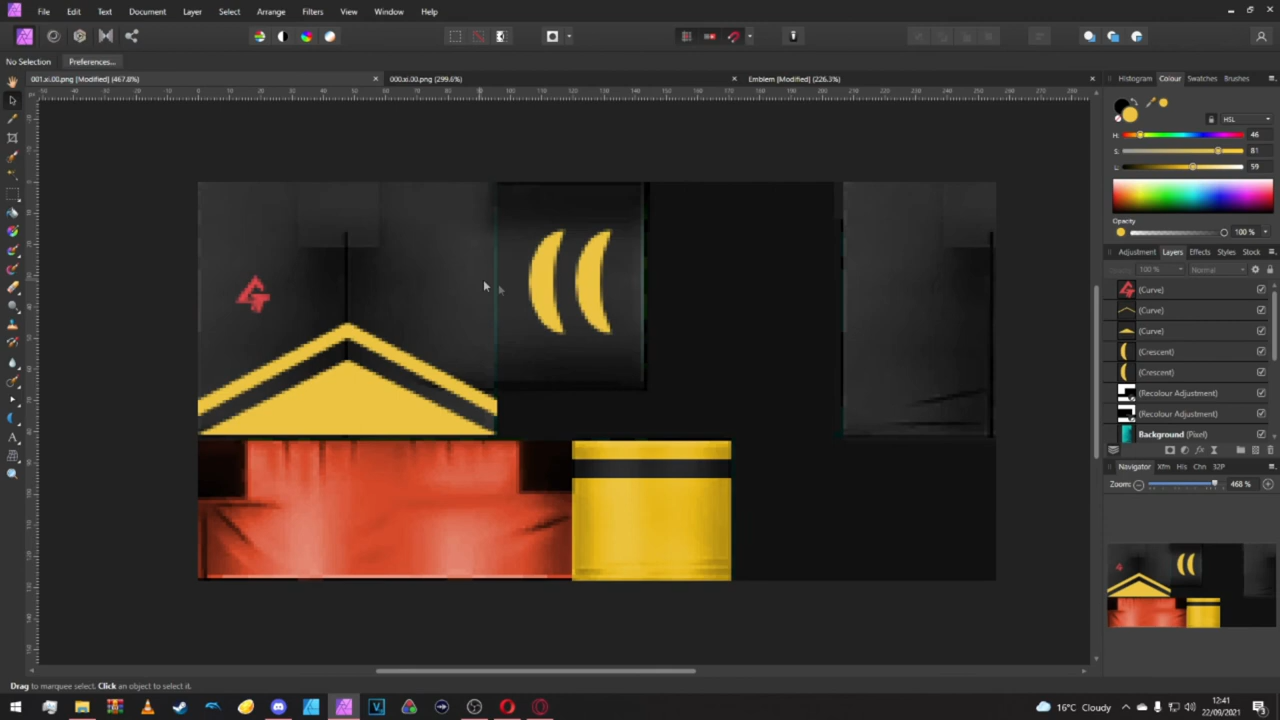 File Edit Text Document Layer Select Arrange Filters View Window Help
No Selection Preferences...
001.xi.00.png [Modified] (467.8%) 000.xi.00.png (299.6%) Emblem [Modified] (226.3%)
Histogram Colour Swatches Brushes
HSL
H: 46
S: 81
L: 59
Opacity
100 %
Adjustment Layers Effects Styles Stock
100 % Normal
(Curve)
(Curve)
(Curve)
(Crescent)
(Crescent)
(Recolour Adjustment)
(Recolour Adjustment)
Background (Pixel)
Navigator Xfm His Chn 32P
Zoom: 468 %
Drag to marquee select, Click an object to select it.
16°C Cloudy
12:41
22/09/2021